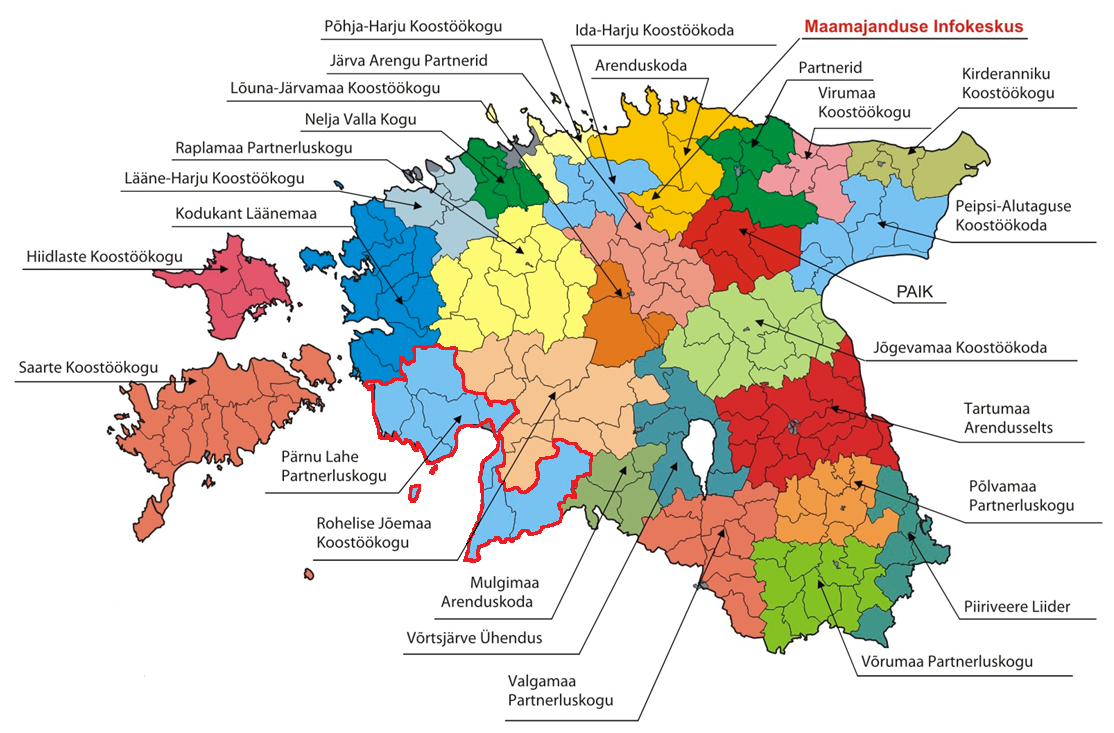 Põhja-Harju Koostöökogu
Ida-Harju Koostöökoda
Maamajanduse Infokeskus
Järva Arengu Partnerid
Arenduskoda
Partnerid
Kirderanniku
Koostöökogu
Lõuna-Järvamaa Koostöökogu
Virumaa
Koostöökogu
Nelja Valla Kogu
Raplamaa Partnerluskogu
Lääne-Harju Koostöökogu
Kodukant Läänemaa
Peipsi-Alutaguse
Koostöökoda
Hiidlaste Koostöökogu
PAIK
Jõgevamaa Koostöökoda
Saarte Koostöökogu
Tartumaa
Arendusselts
Pärnu Lahe
Partnerluskogu
Põlvamaa
Partnerluskogu
Rohelise Jõemaa
Koostöökogu
Mulgimaa
Arenduskoda
Piiriveere Liider
Võrtsjärve Ühendus
Võrumaa Partnerluskogu
Valgamaa
Partnerluskogu